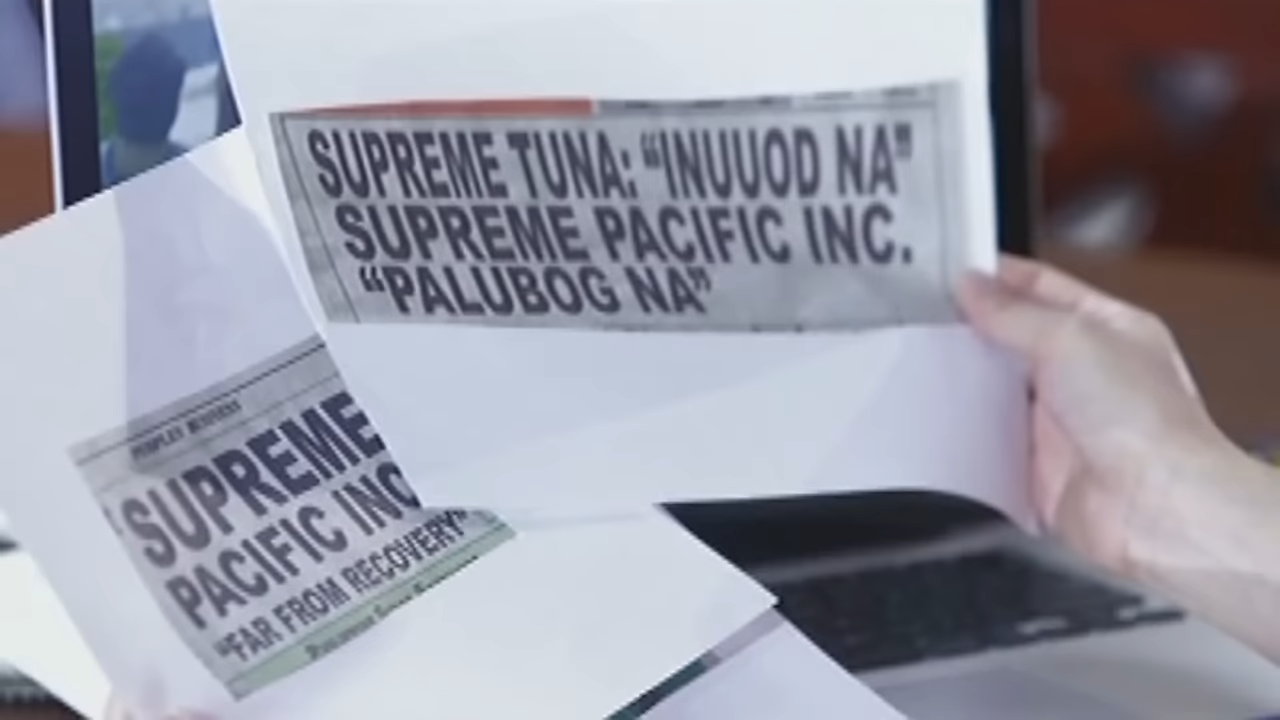 SUPREME TUNA: “INUUOD NA”
SUPREME PACIFIC INC.
“PALUBOG NA”
SUPREME
PACIFIC INC
“FAR FROM RECOVERY”